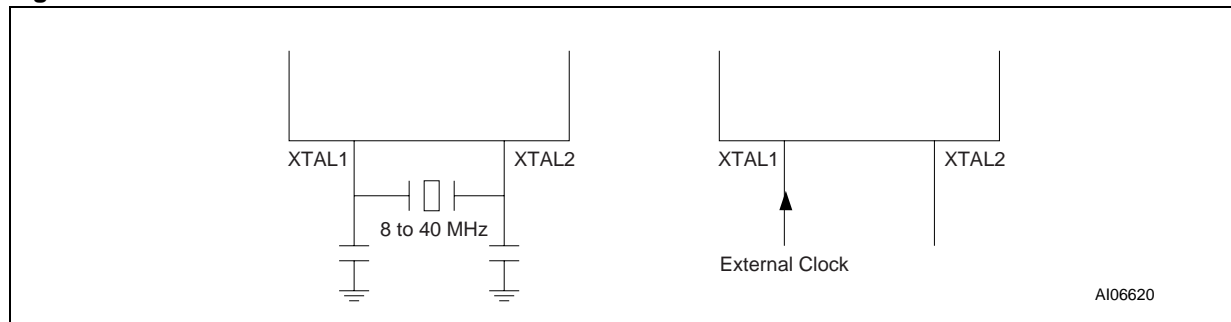 XTAL1
XTAL2
8 to 40 MHz
XTAL1
XTAL2
External Clock
AI06620